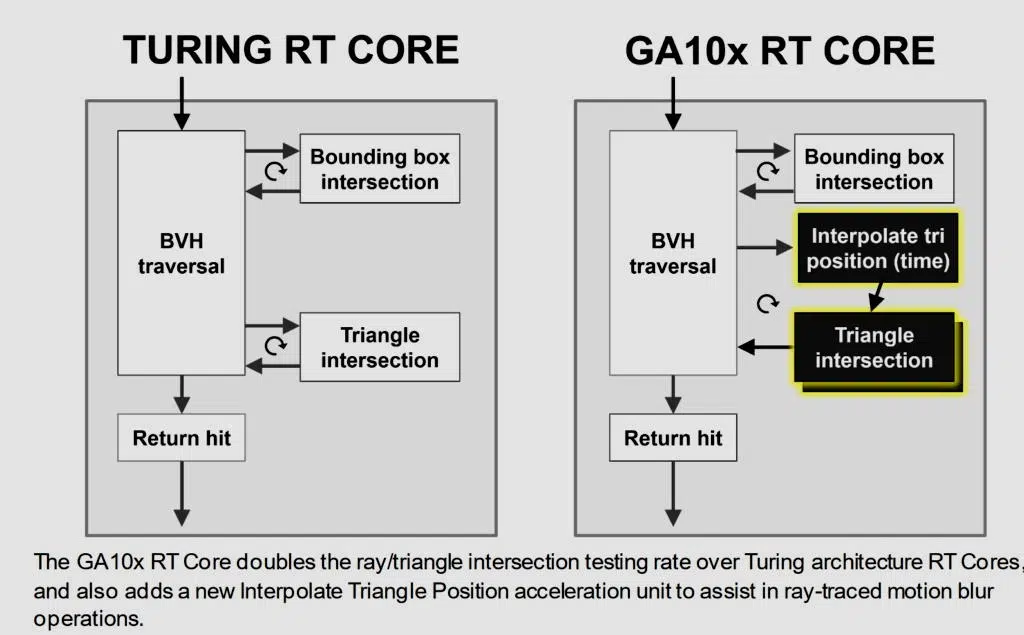 TURING RT CORE
BVH
traversal
Bounding box
intersection
Triangle
intersection
Return hit
GA10x RT CORE
BVH
traversal
Bounding box
intersection
Interpolate tri
position (time)
Triangle
intersection
Return hit
The GA10x RT Core doubles the ray/triangle intersection testing rate over Turing architecture RT Cores,
and also adds a new Interpolate Triangle Position acceleration unit to assist in ray-traced motion blur
operations.